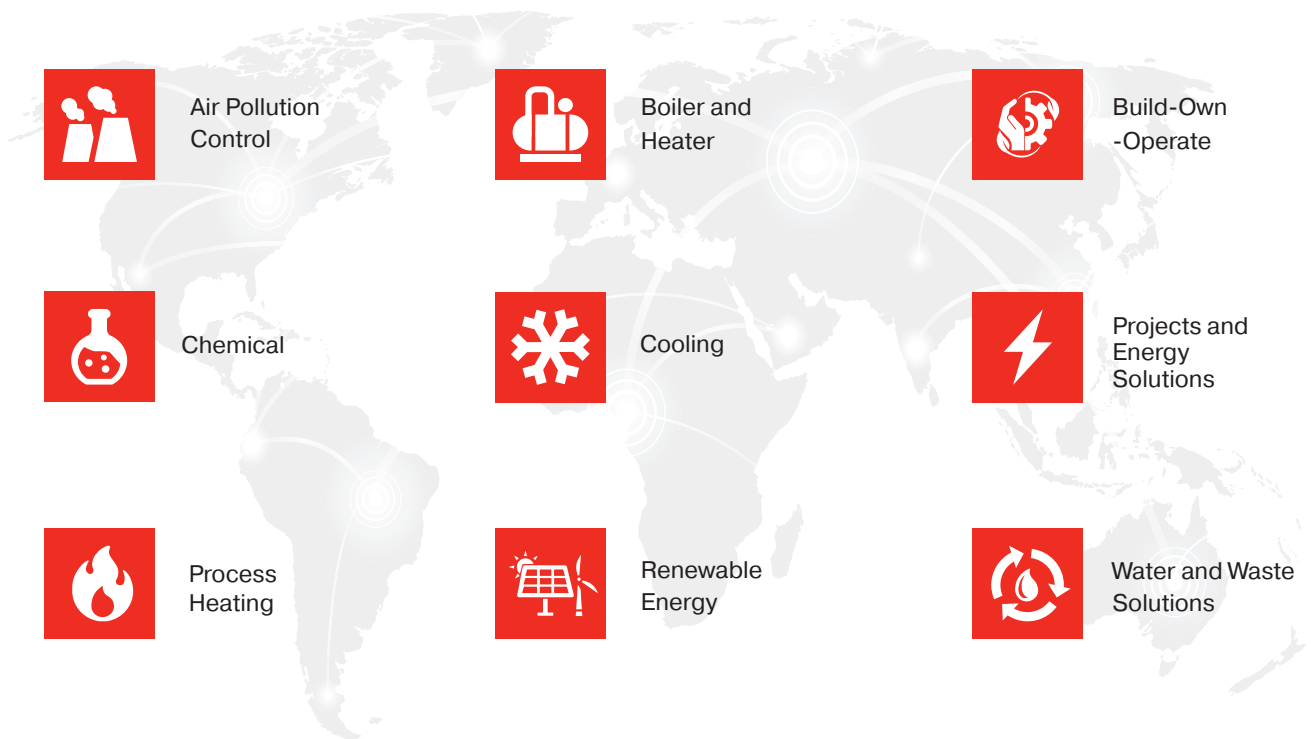 Air Pollution
Control
Boiler and
Heater
Build-Own
-Operate
Chemical
Cooling
Projects and
Energy
Solutions
Process
Heating
Renewable
Energy
Water and Waste
Solutions